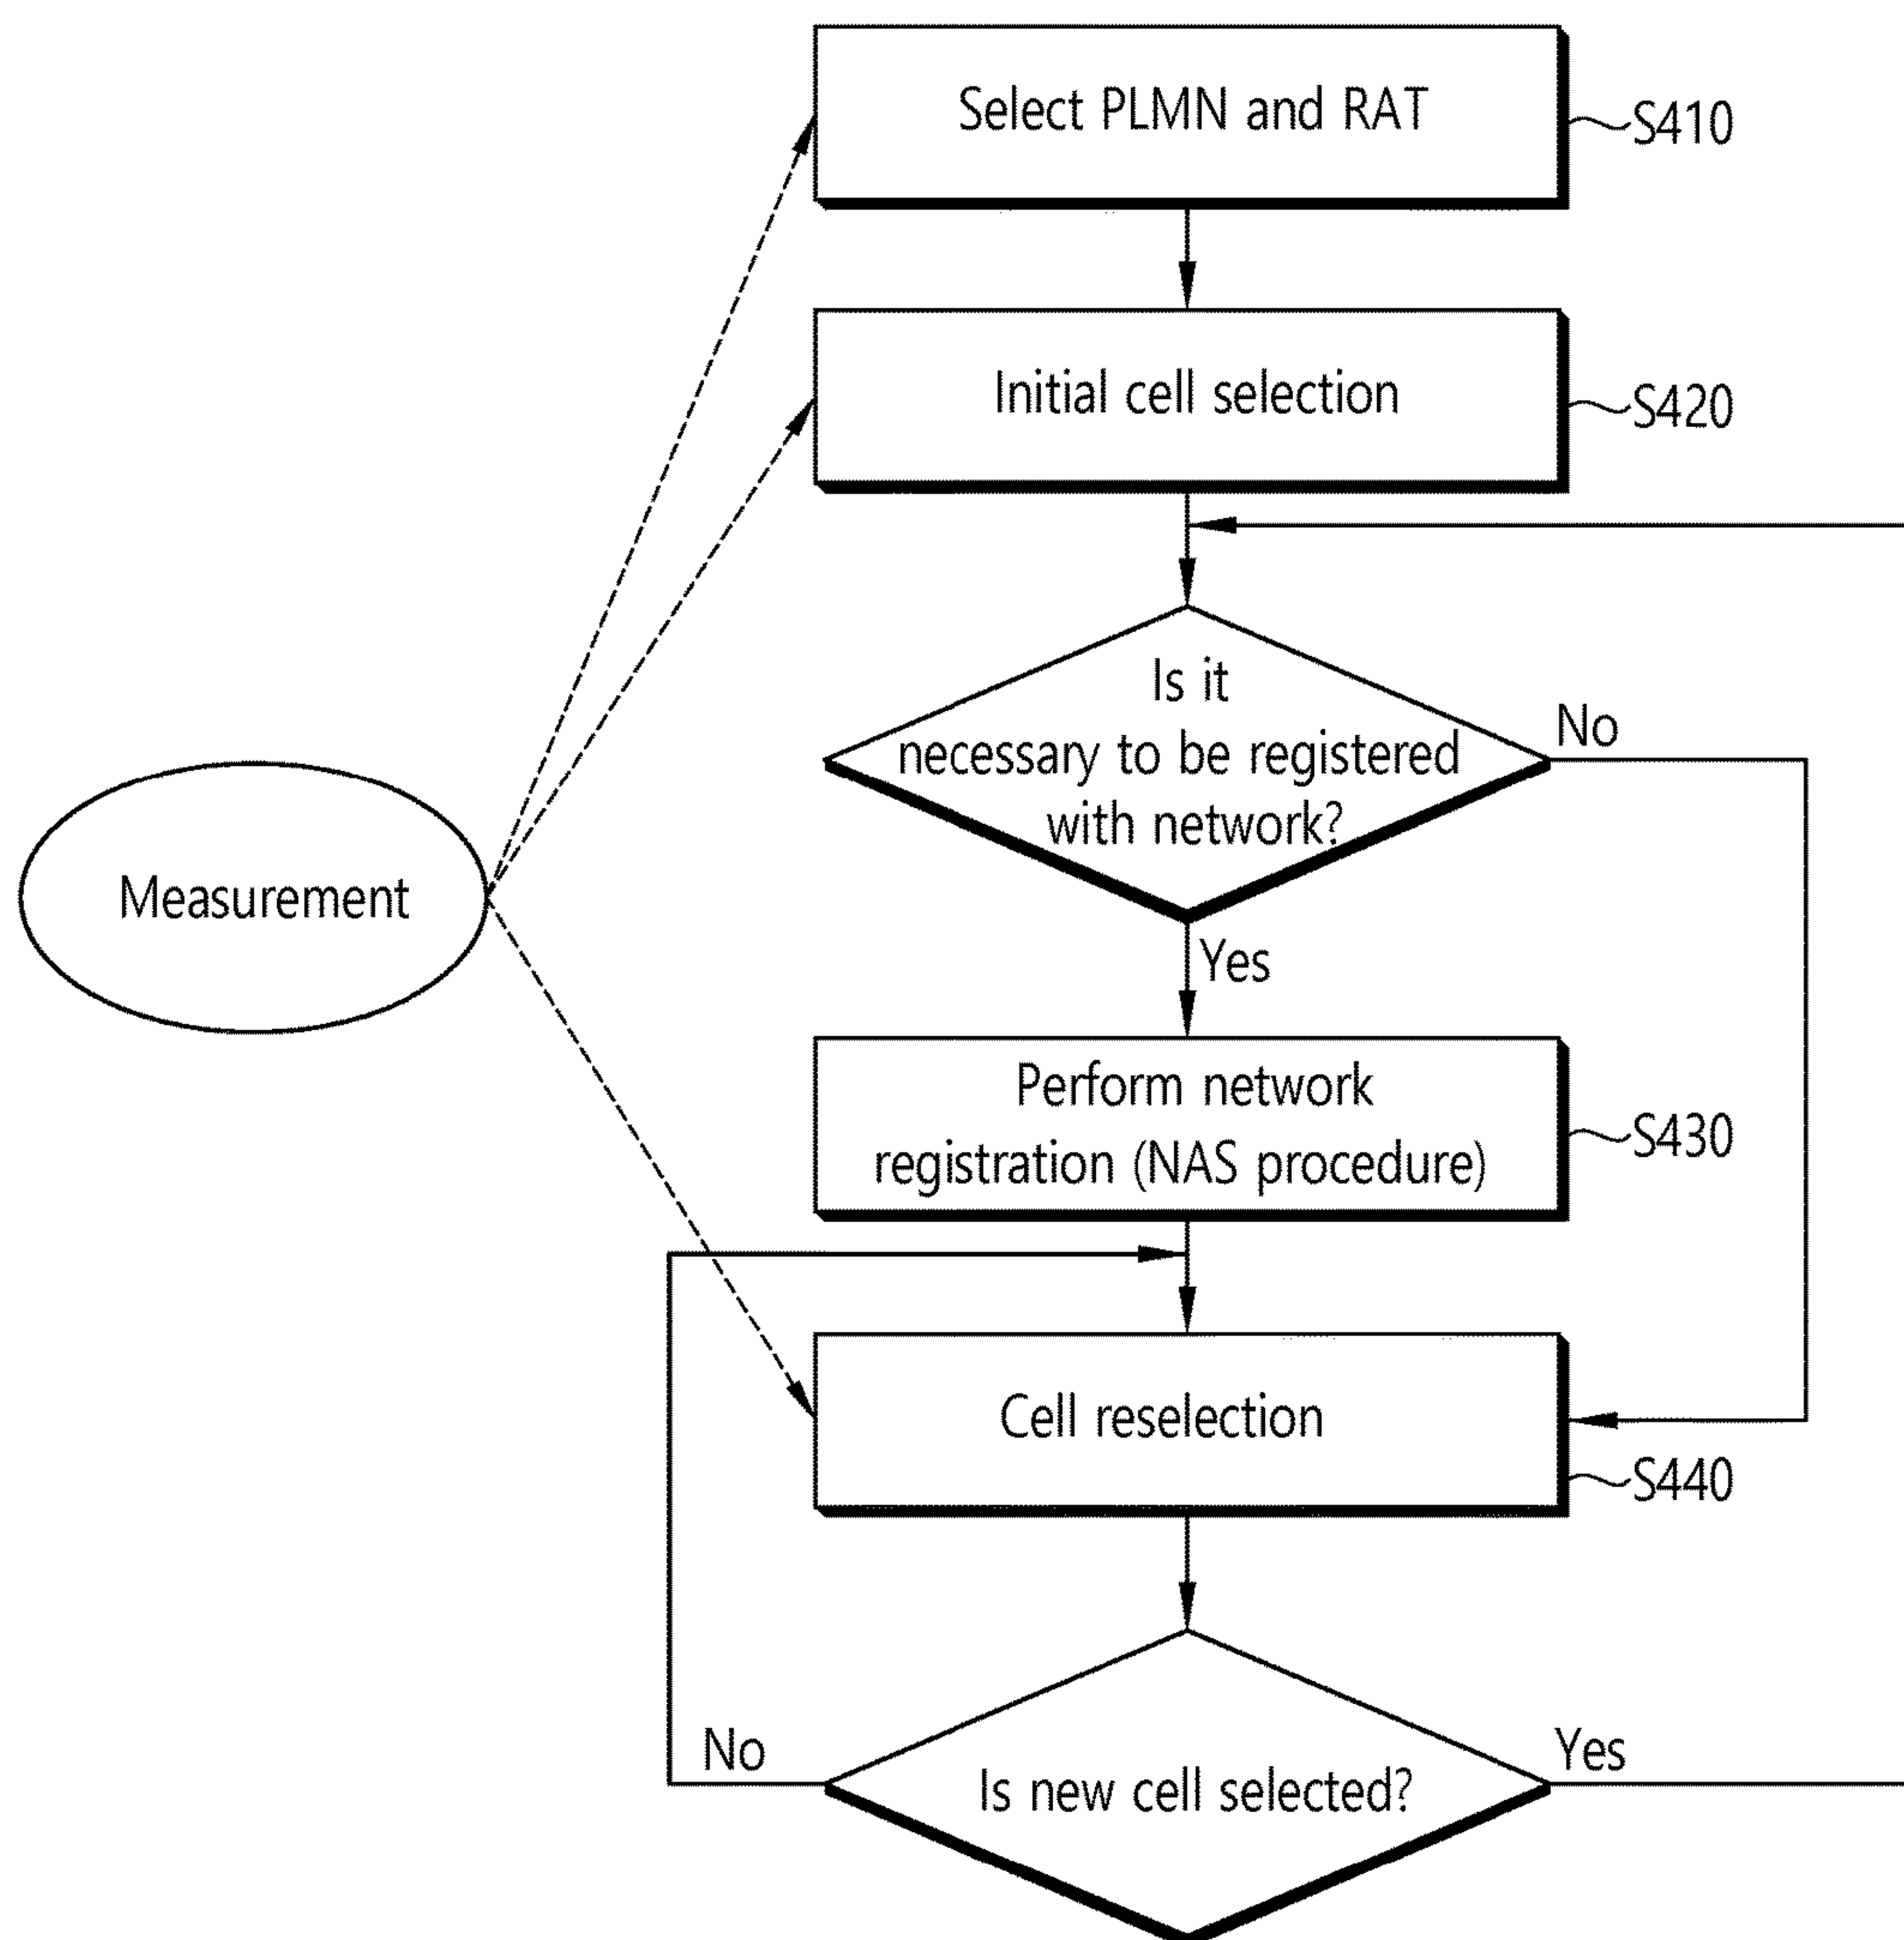 Select PLMN and RAT
S410
Initial cell selection
S420
Is it
necessary to be registered
with network?
No
Measurement
Yes
Perform network
registration (NAS procedure)
S430
Cell reselection
S440
No
Is new cell selected?
Yes